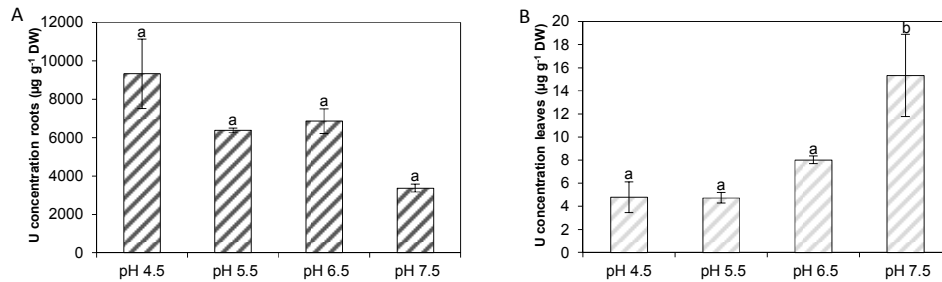 A
U concentration roots (µg g⁻¹ DW)
12000
10000
8000
6000
4000
2000
0
a
a
a
a
pH 4.5
pH 5.5
pH 6.5
pH 7.5
B
U concentration leaves (µg g⁻¹ DW)
20
18
16
14
12
10
8
6
4
2
0
a
a
a
b
pH 4.5
pH 5.5
pH 6.5
pH 7.5